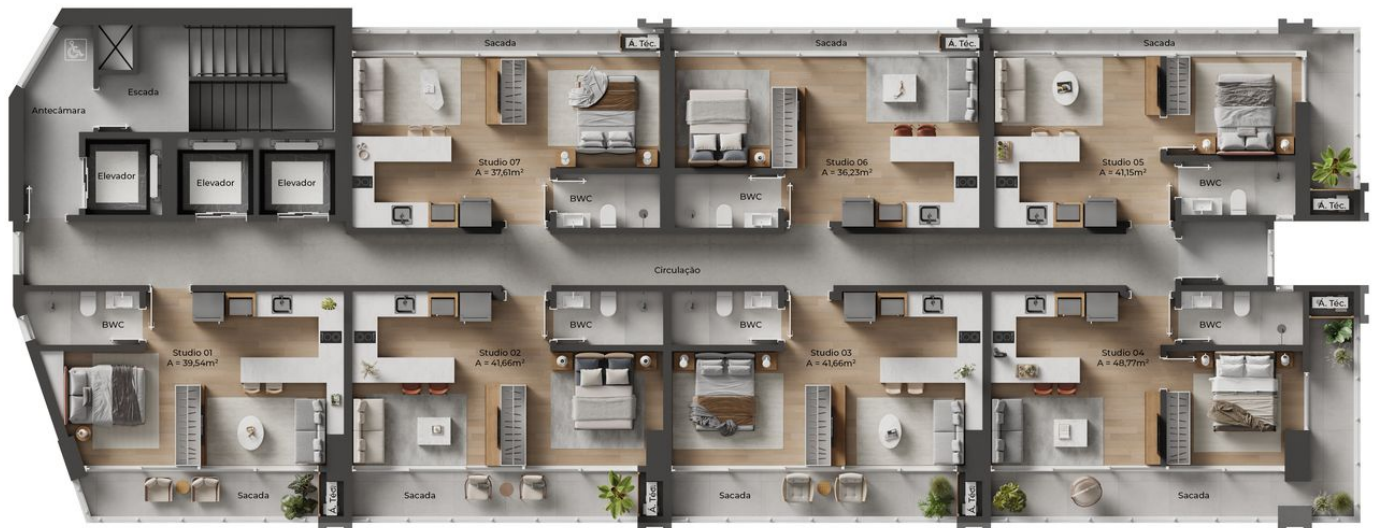 Sacada
A. Téc.
Sacada
A. Téc.
Sacada
Escada
Antecâmara
Elevador
Elevador
Elevador
Studio 07
A = 37,61m²
BWC
BWC
Studio 06
A = 36,23m²
Studio 05
A = 41,15m²
BWC
A. Téc.
Circulação
BWC
Studio 01
A = 39,54m²
Studio 02
A = 41,66m²
BWC
BWC
Studio 03
A = 41,66m²
Studio 04
A = 48,77m²
BWC
A. Téc.
Sacada
A. Téc.
Sacada
A. Téc.
Sacada
A. Téc.
Sacada